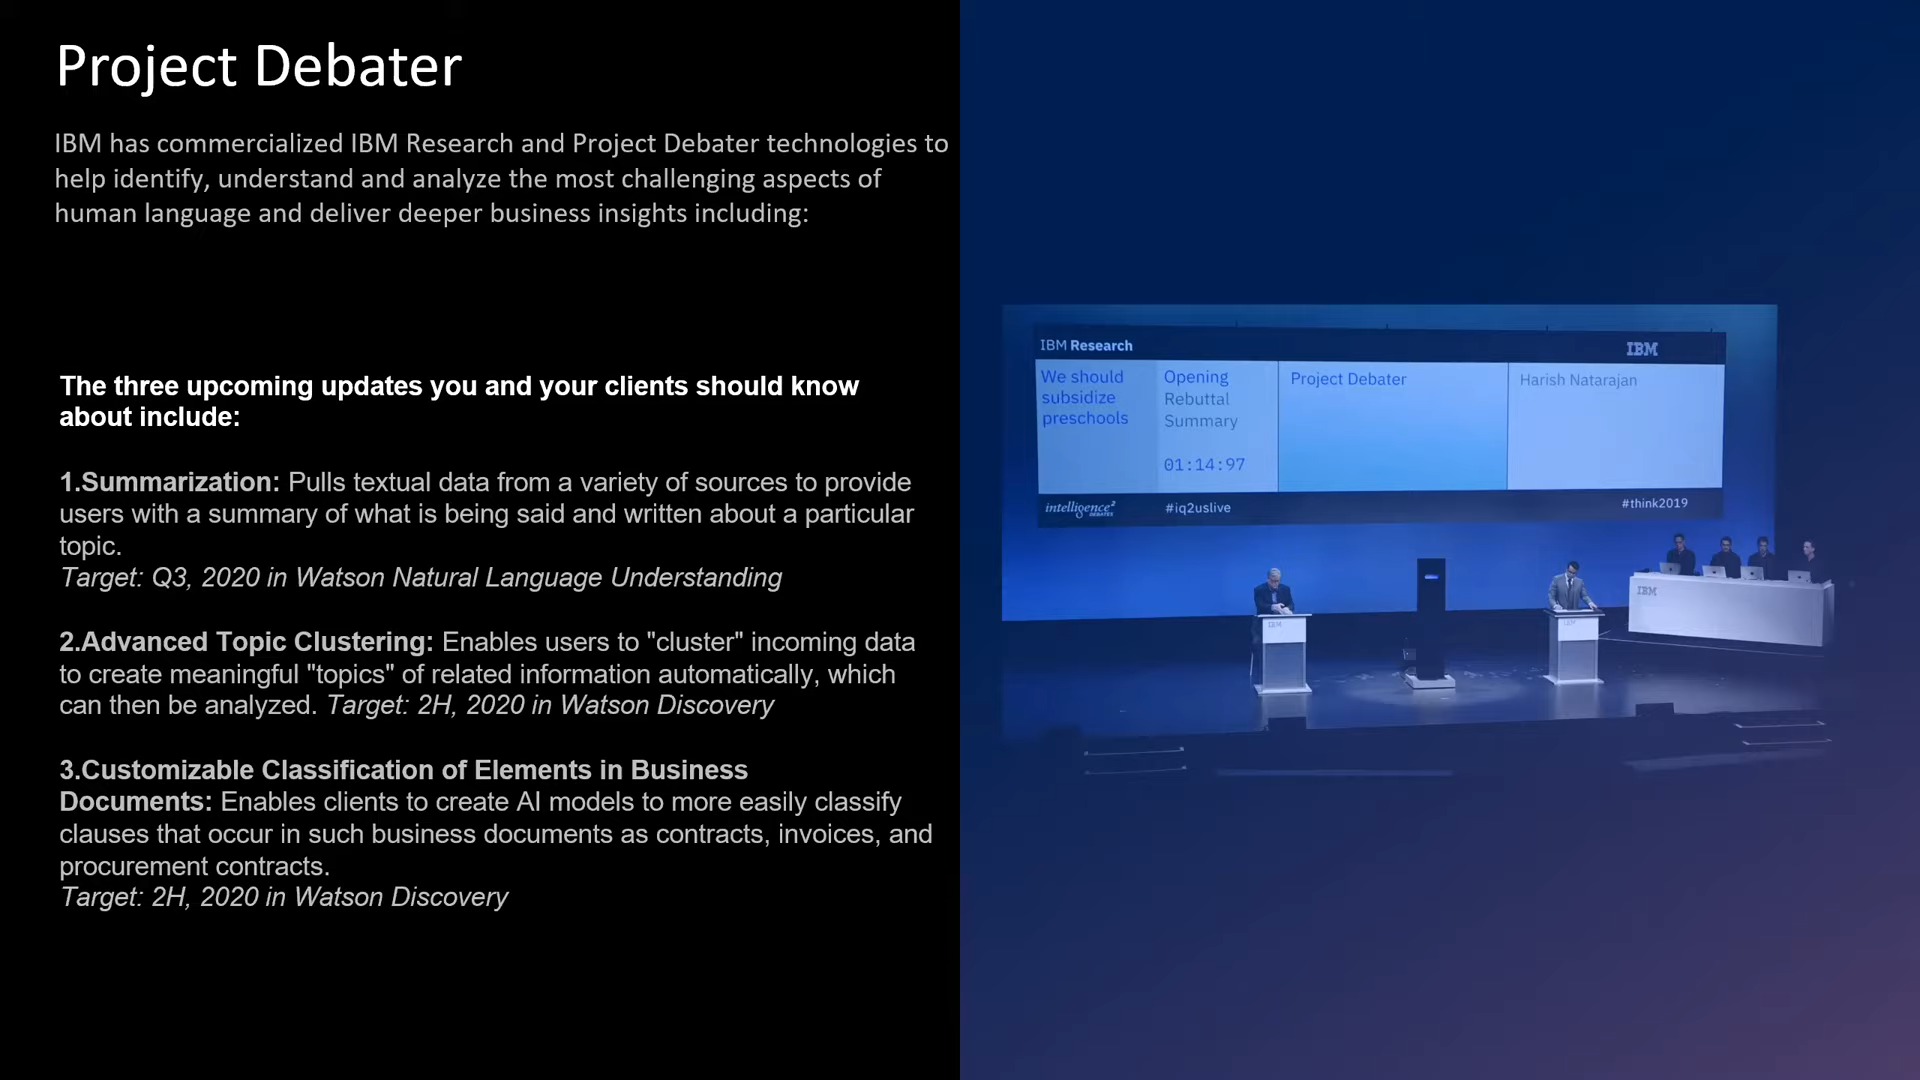 Project Debater
IBM has commercialized IBM Research and Project Debater technologies to
help identify, understand and analyze the most challenging aspects of
human language and deliver deeper business insights including:
The three upcoming updates you and your clients should know
about include:
1.Summarization: Pulls textual data from a variety of sources to provide
users with a summary of what is being said and written about a particular
topic.
Target: Q3, 2020 in Watson Natural Language Understanding
2.Advanced Topic Clustering: Enables users to "cluster" incoming data
to create meaningful "topics" of related information automatically, which
can then be analyzed. Target: 2H, 2020 in Watson Discovery
3.Customizable Classification of Elements in Business
Documents: Enables clients to create AI models to more easily classify
clauses that occur in such business documents as contracts, invoices, and
procurement contracts.
Target: 2H, 2020 in Watson Discovery
IBM Research
IBM
We should
subsidize
preschools
Opening
Rebuttal
Summary
01:14:97
Project Debater
Harish Natarajan
intelligence²
DEBATES
#iq2uslive
#think2019
IBM
IBM
IBM